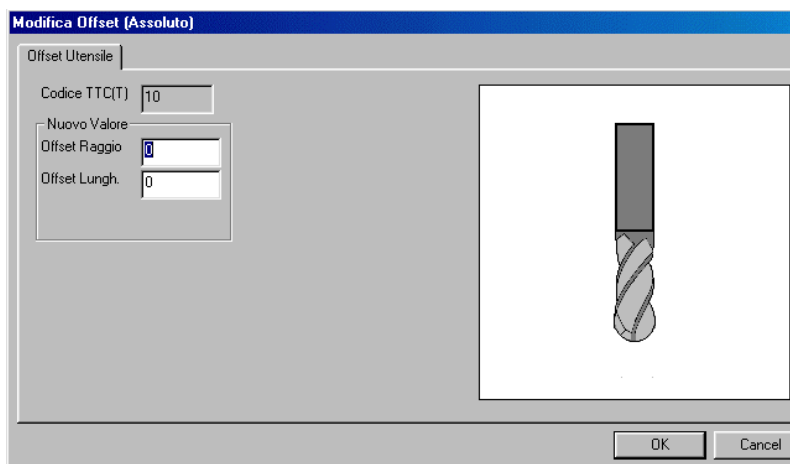 Modifica Offset (Assoluto)
Offset Utensile
Codice TTC(T) 10
Nuovo Valore
Offset Raggio 0
Offset Lungh. 0
OK Cancel